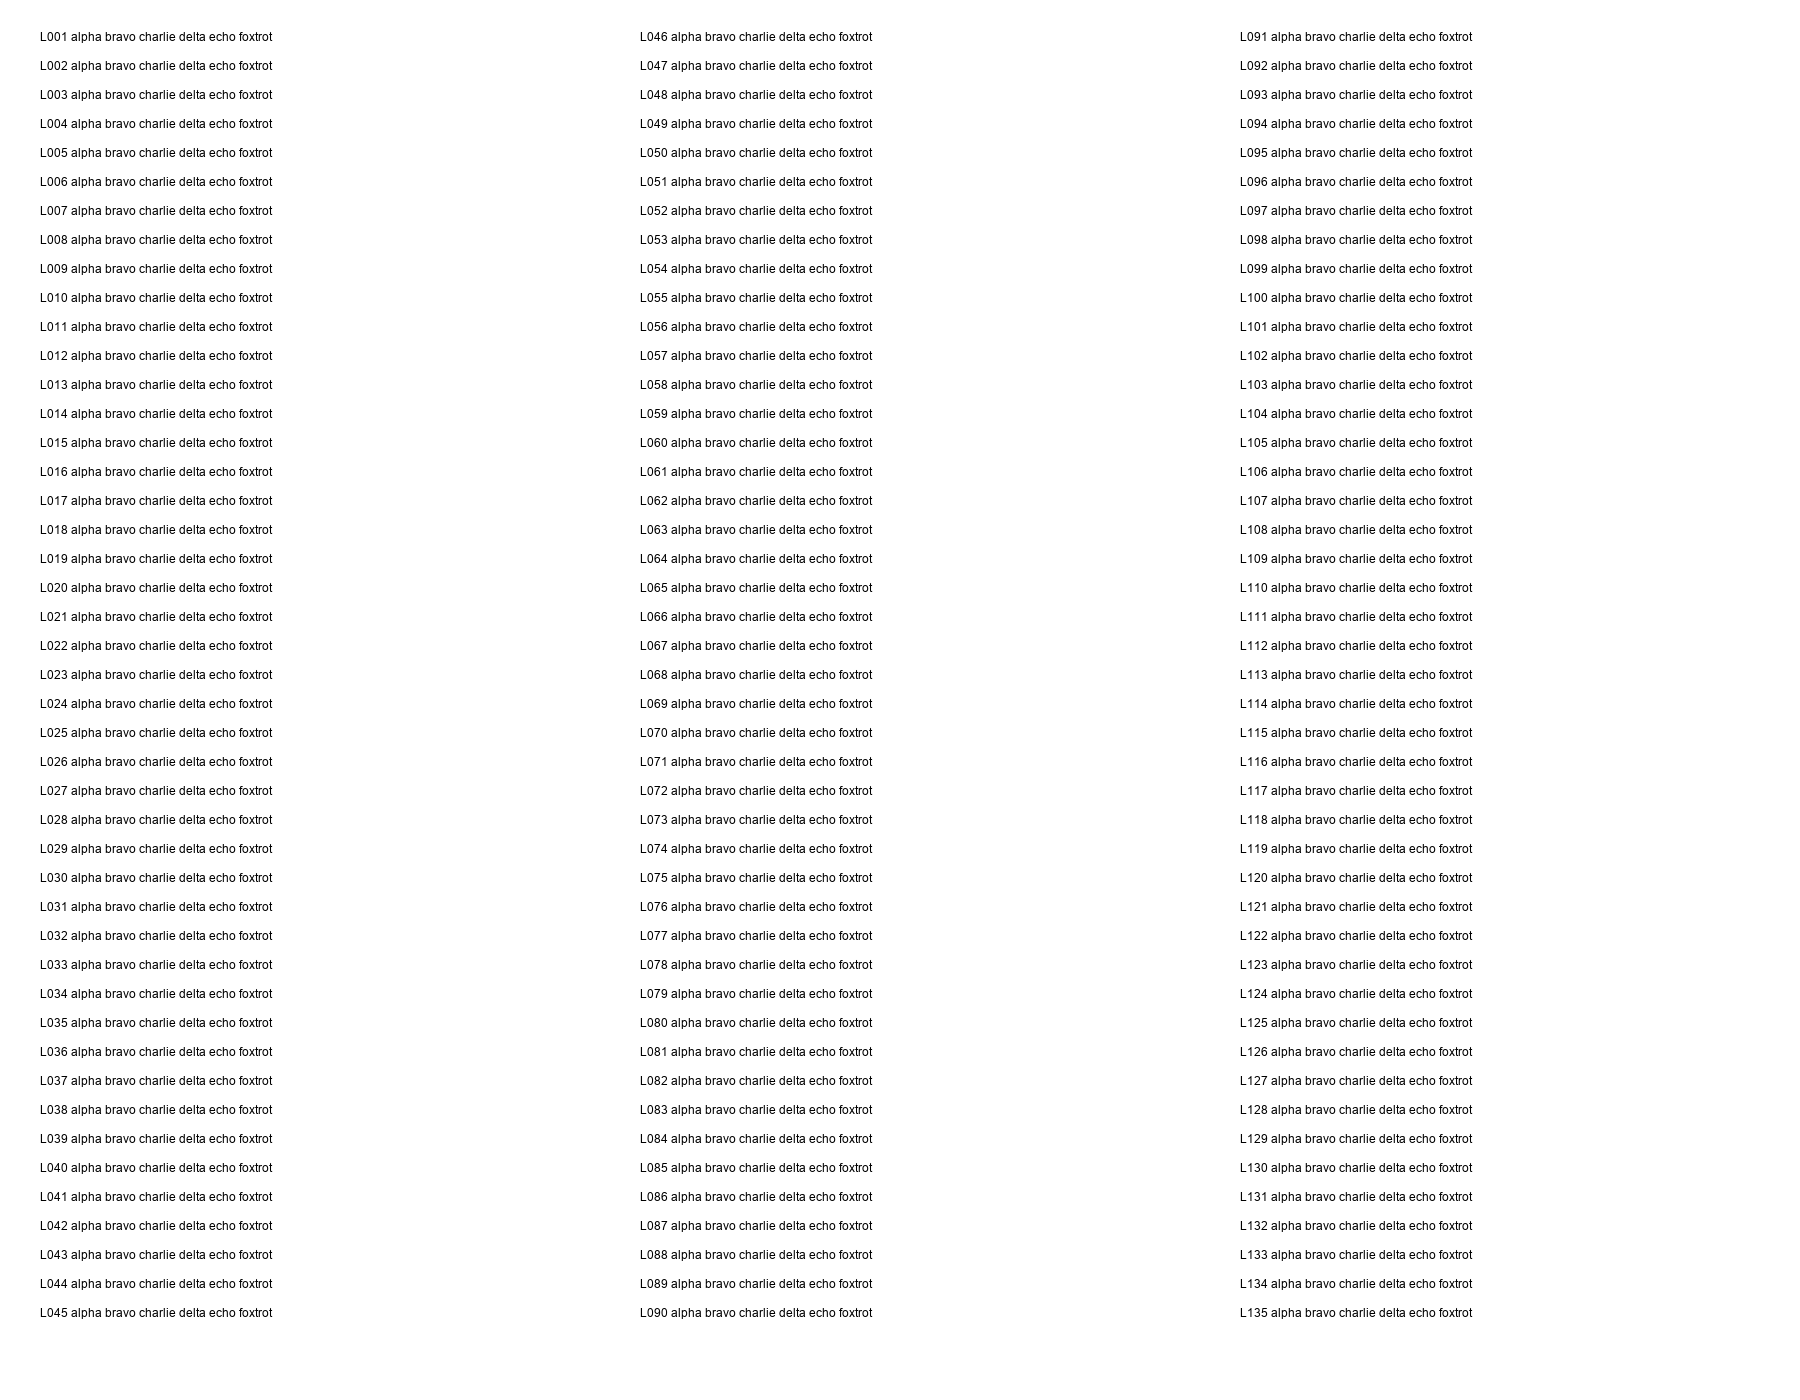 L001 alpha bravo charlie delta echo foxtrot
L002 alpha bravo charlie delta echo foxtrot
L003 alpha bravo charlie delta echo foxtrot
L004 alpha bravo charlie delta echo foxtrot
L005 alpha bravo charlie delta echo foxtrot
L006 alpha bravo charlie delta echo foxtrot
L007 alpha bravo charlie delta echo foxtrot
L008 alpha bravo charlie delta echo foxtrot
L009 alpha bravo charlie delta echo foxtrot
L010 alpha bravo charlie delta echo foxtrot
L011 alpha bravo charlie delta echo foxtrot
L012 alpha bravo charlie delta echo foxtrot
L013 alpha bravo charlie delta echo foxtrot
L014 alpha bravo charlie delta echo foxtrot
L015 alpha bravo charlie delta echo foxtrot
L016 alpha bravo charlie delta echo foxtrot
L017 alpha bravo charlie delta echo foxtrot
L018 alpha bravo charlie delta echo foxtrot
L019 alpha bravo charlie delta echo foxtrot
L020 alpha bravo charlie delta echo foxtrot
L021 alpha bravo charlie delta echo foxtrot
L022 alpha bravo charlie delta echo foxtrot
L023 alpha bravo charlie delta echo foxtrot
L024 alpha bravo charlie delta echo foxtrot
L025 alpha bravo charlie delta echo foxtrot
L026 alpha bravo charlie delta echo foxtrot
L027 alpha bravo charlie delta echo foxtrot
L028 alpha bravo charlie delta echo foxtrot
L029 alpha bravo charlie delta echo foxtrot
L030 alpha bravo charlie delta echo foxtrot
L031 alpha bravo charlie delta echo foxtrot
L032 alpha bravo charlie delta echo foxtrot
L033 alpha bravo charlie delta echo foxtrot
L034 alpha bravo charlie delta echo foxtrot
L035 alpha bravo charlie delta echo foxtrot
L036 alpha bravo charlie delta echo foxtrot
L037 alpha bravo charlie delta echo foxtrot
L038 alpha bravo charlie delta echo foxtrot
L039 alpha bravo charlie delta echo foxtrot
L040 alpha bravo charlie delta echo foxtrot
L041 alpha bravo charlie delta echo foxtrot
L042 alpha bravo charlie delta echo foxtrot
L043 alpha bravo charlie delta echo foxtrot
L044 alpha bravo charlie delta echo foxtrot
L045 alpha bravo charlie delta echo foxtrot
L046 alpha bravo charlie delta echo foxtrot
L047 alpha bravo charlie delta echo foxtrot
L048 alpha bravo charlie delta echo foxtrot
L049 alpha bravo charlie delta echo foxtrot
L050 alpha bravo charlie delta echo foxtrot
L051 alpha bravo charlie delta echo foxtrot
L052 alpha bravo charlie delta echo foxtrot
L053 alpha bravo charlie delta echo foxtrot
L054 alpha bravo charlie delta echo foxtrot
L055 alpha bravo charlie delta echo foxtrot
L056 alpha bravo charlie delta echo foxtrot
L057 alpha bravo charlie delta echo foxtrot
L058 alpha bravo charlie delta echo foxtrot
L059 alpha bravo charlie delta echo foxtrot
L060 alpha bravo charlie delta echo foxtrot
L061 alpha bravo charlie delta echo foxtrot
L062 alpha bravo charlie delta echo foxtrot
L063 alpha bravo charlie delta echo foxtrot
L064 alpha bravo charlie delta echo foxtrot
L065 alpha bravo charlie delta echo foxtrot
L066 alpha bravo charlie delta echo foxtrot
L067 alpha bravo charlie delta echo foxtrot
L068 alpha bravo charlie delta echo foxtrot
L069 alpha bravo charlie delta echo foxtrot
L070 alpha bravo charlie delta echo foxtrot
L071 alpha bravo charlie delta echo foxtrot
L072 alpha bravo charlie delta echo foxtrot
L073 alpha bravo charlie delta echo foxtrot
L074 alpha bravo charlie delta echo foxtrot
L075 alpha bravo charlie delta echo foxtrot
L076 alpha bravo charlie delta echo foxtrot
L077 alpha bravo charlie delta echo foxtrot
L078 alpha bravo charlie delta echo foxtrot
L079 alpha bravo charlie delta echo foxtrot
L080 alpha bravo charlie delta echo foxtrot
L081 alpha bravo charlie delta echo foxtrot
L082 alpha bravo charlie delta echo foxtrot
L083 alpha bravo charlie delta echo foxtrot
L084 alpha bravo charlie delta echo foxtrot
L085 alpha bravo charlie delta echo foxtrot
L086 alpha bravo charlie delta echo foxtrot
L087 alpha bravo charlie delta echo foxtrot
L088 alpha bravo charlie delta echo foxtrot
L089 alpha bravo charlie delta echo foxtrot
L090 alpha bravo charlie delta echo foxtrot
L091 alpha bravo charlie delta echo foxtrot
L092 alpha bravo charlie delta echo foxtrot
L093 alpha bravo charlie delta echo foxtrot
L094 alpha bravo charlie delta echo foxtrot
L095 alpha bravo charlie delta echo foxtrot
L096 alpha bravo charlie delta echo foxtrot
L097 alpha bravo charlie delta echo foxtrot
L098 alpha bravo charlie delta echo foxtrot
L099 alpha bravo charlie delta echo foxtrot
L100 alpha bravo charlie delta echo foxtrot
L101 alpha bravo charlie delta echo foxtrot
L102 alpha bravo charlie delta echo foxtrot
L103 alpha bravo charlie delta echo foxtrot
L104 alpha bravo charlie delta echo foxtrot
L105 alpha bravo charlie delta echo foxtrot
L106 alpha bravo charlie delta echo foxtrot
L107 alpha bravo charlie delta echo foxtrot
L108 alpha bravo charlie delta echo foxtrot
L109 alpha bravo charlie delta echo foxtrot
L110 alpha bravo charlie delta echo foxtrot
L111 alpha bravo charlie delta echo foxtrot
L112 alpha bravo charlie delta echo foxtrot
L113 alpha bravo charlie delta echo foxtrot
L114 alpha bravo charlie delta echo foxtrot
L115 alpha bravo charlie delta echo foxtrot
L116 alpha bravo charlie delta echo foxtrot
L117 alpha bravo charlie delta echo foxtrot
L118 alpha bravo charlie delta echo foxtrot
L119 alpha bravo charlie delta echo foxtrot
L120 alpha bravo charlie delta echo foxtrot
L121 alpha bravo charlie delta echo foxtrot
L122 alpha bravo charlie delta echo foxtrot
L123 alpha bravo charlie delta echo foxtrot
L124 alpha bravo charlie delta echo foxtrot
L125 alpha bravo charlie delta echo foxtrot
L126 alpha bravo charlie delta echo foxtrot
L127 alpha bravo charlie delta echo foxtrot
L128 alpha bravo charlie delta echo foxtrot
L129 alpha bravo charlie delta echo foxtrot
L130 alpha bravo charlie delta echo foxtrot
L131 alpha bravo charlie delta echo foxtrot
L132 alpha bravo charlie delta echo foxtrot
L133 alpha bravo charlie delta echo foxtrot
L134 alpha bravo charlie delta echo foxtrot
L135 alpha bravo charlie delta echo foxtrot